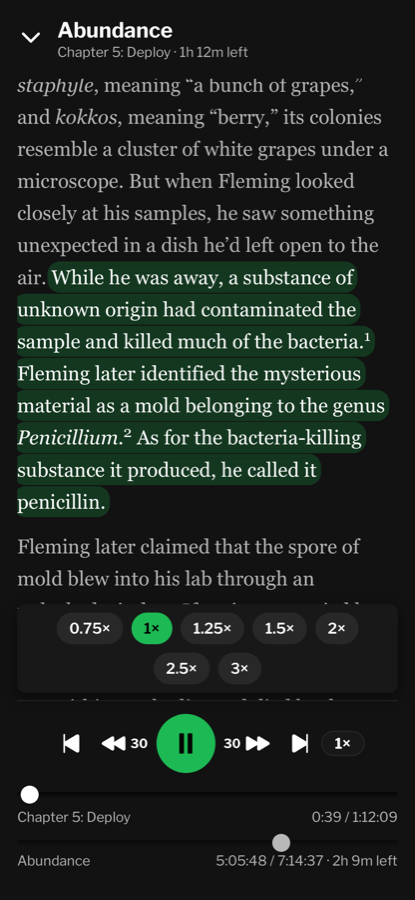 Abundance
Chapter 5: Deploy · 1h 12m left
staphyle, meaning “a bunch of grapes,”
and kokkos, meaning “berry,” its colonies
resemble a cluster of white grapes under a
microscope. But when Fleming looked
closely at his samples, he saw something
unexpected in a dish he’d left open to the
air. While he was away, a substance of
unknown origin had contaminated the
sample and killed much of the bacteria.¹
Fleming later identified the mysterious
material as a mold belonging to the genus
Penicillium.² As for the bacteria-killing
substance it produced, he called it
penicillin.
Fleming later claimed that the spore of
mold blew into his lab through an
0.75× 1× 1.25× 1.5× 2×
2.5× 3×
30 30 1×
Chapter 5: Deploy 0:39 / 1:12:09
Abundance 5:05:48 / 7:14:37 · 2h 9m left